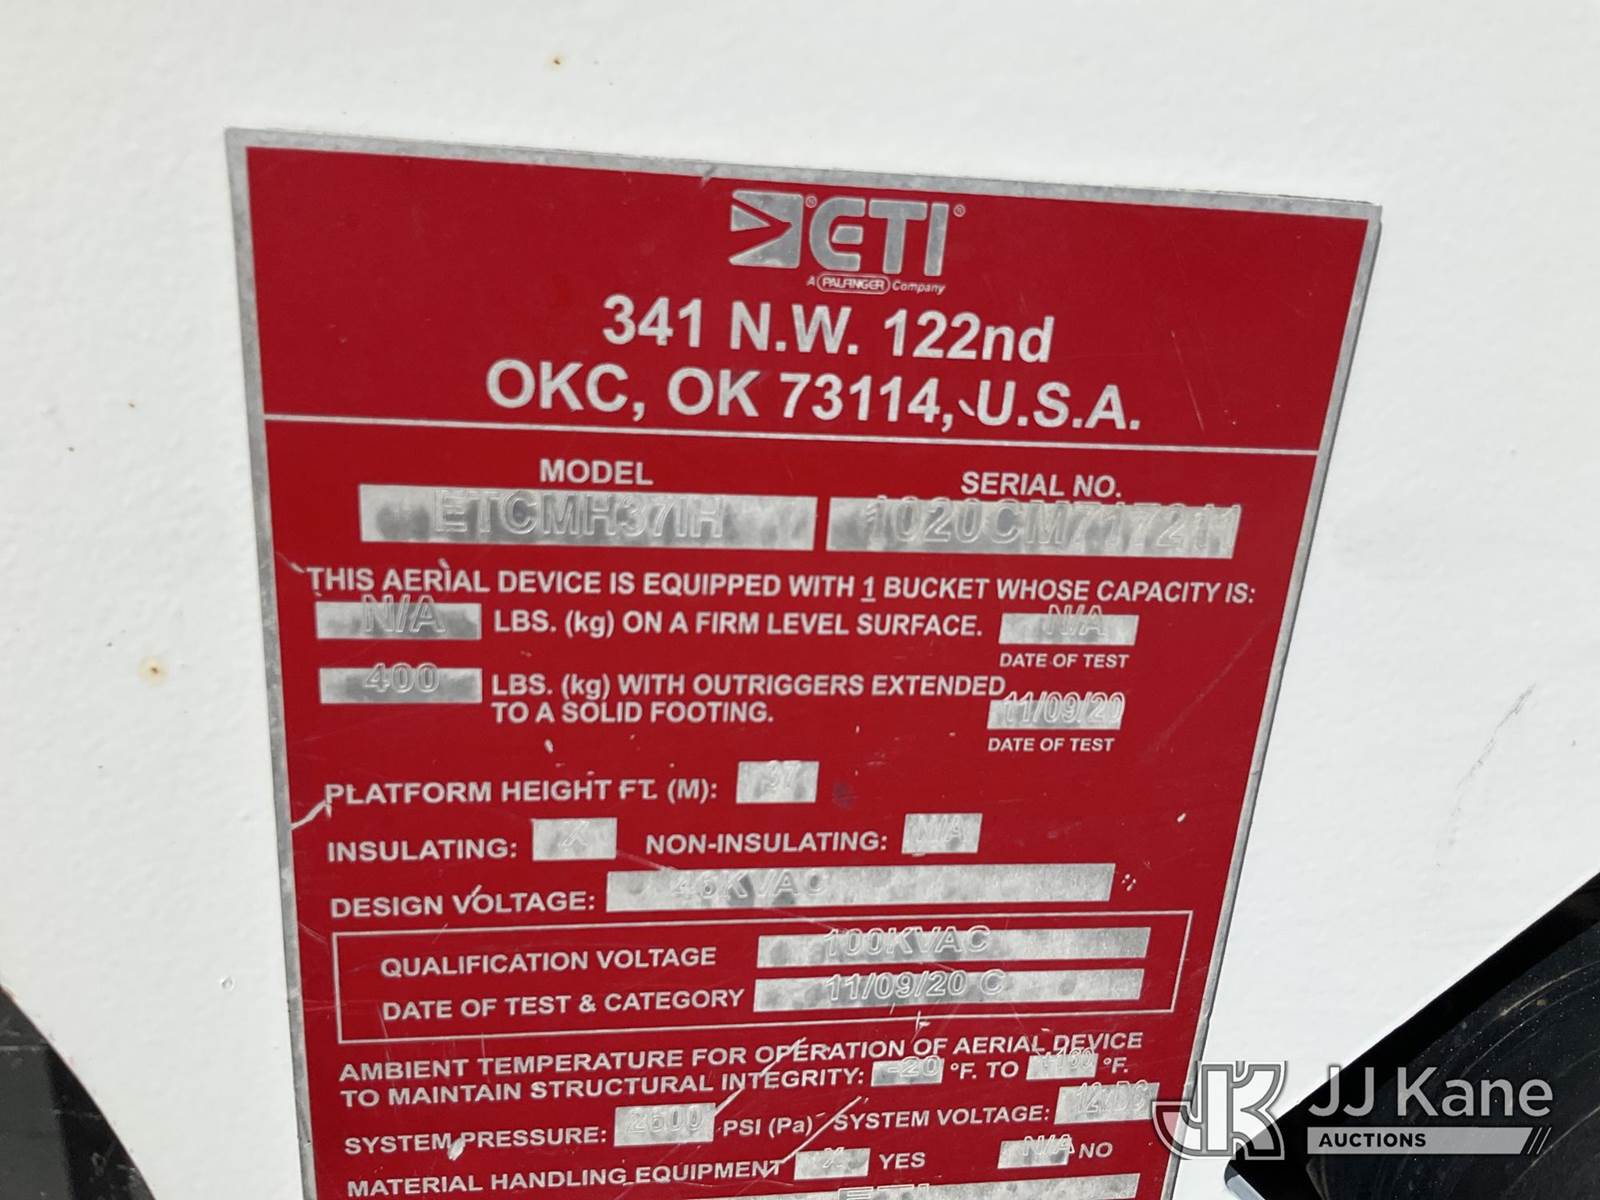 ETI
A PALFINGER Company
341 N.W. 122nd
OKC, OK 73114, U.S.A.
MODEL SERIAL NO.
ETCMH37IH 1020CM717211
THIS AERIAL DEVICE IS EQUIPPED WITH 1 BUCKET WHOSE CAPACITY IS:
N/A LBS. (kg) ON A FIRM LEVEL SURFACE. N/A
DATE OF TEST
400 LBS. (kg) WITH OUTRIGGERS EXTENDED
TO A SOLID FOOTING. 11/09/20
DATE OF TEST
PLATFORM HEIGHT FT. (M): 37
INSULATING: X NON-INSULATING: N/A
DESIGN VOLTAGE: 46KVAC
QUALIFICATION VOLTAGE 100KVAC
DATE OF TEST & CATEGORY 11/09/20 C
AMBIENT TEMPERATURE FOR OPERATION OF AERIAL DEVICE
TO MAINTAIN STRUCTURAL INTEGRITY: -20 °F. TO °F.
SYSTEM PRESSURE: 2600 PSI (Pa) SYSTEM VOLTAGE: 12VDC
MATERIAL HANDLING EQUIPMENT X YES N/A NO
ETI
JJ Kane
AUCTIONS